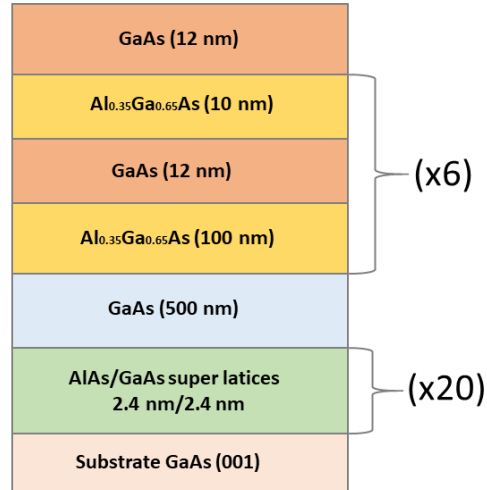 GaAs (12 nm)
Al0.35Ga0.65As (10 nm)
GaAs (12 nm)
(x6)
Al0.35Ga0.65As (100 nm)
GaAs (500 nm)
AlAs/GaAs super latices
2.4 nm/2.4 nm
(x20)
Substrate GaAs (001)